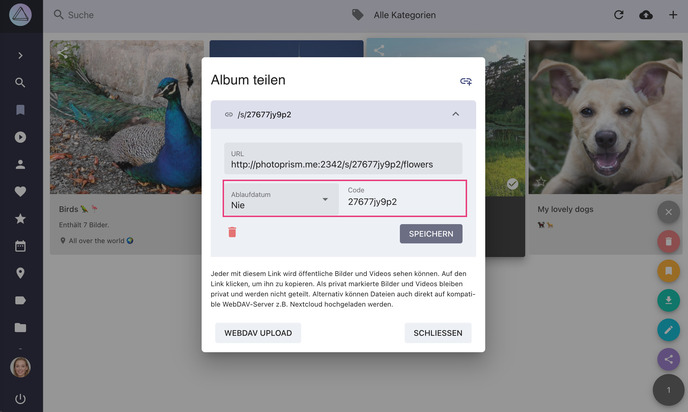 Suche
Alle Kategorien
Album teilen
/s/27677jy9p2
URL
http://photoprism.me:2342/s/27677jy9p2/flowers
Ablaufdatum
Nie
Code
27677jy9p2
SPEICHERN
Jeder mit diesem Link wird öffentliche Bilder und Videos sehen können. Auf den
Link klicken, um ihn zu kopieren. Als privat markierte Bilder und Videos bleiben
privat und werden nicht geteilt. Alternativ können Dateien auch direkt auf kompati-
ble WebDAV-Server z.B. Nextcloud hochgeladen werden.
WEBDAV UPLOAD
SCHLIESSEN
Birds
Enthält 7 Bilder.
All over the world
My lovely dogs
1